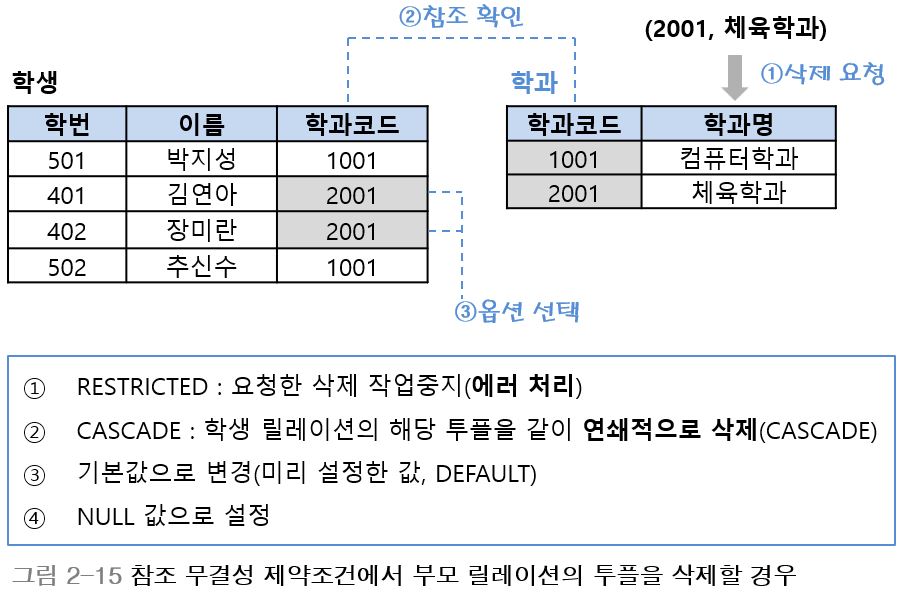 ②참조 확인
(2001, 체육학과)
①삭제 요청
학생
학번 이름 학과코드
501 박지성 1001
401 김연아 2001
402 장미란 2001
502 추신수 1001
학과
학과코드 학과명
1001 컴퓨터학과
2001 체육학과
③옵션 선택
① RESTRICTED : 요청한 삭제 작업중지(에러 처리)
② CASCADE : 학생 릴레이션의 해당 투플을 같이 연쇄적으로 삭제(CASCADE)
③ 기본값으로 변경(미리 설정한 값, DEFAULT)
④ NULL 값으로 설정
그림 2-15 참조 무결성 제약조건에서 부모 릴레이션의 투플을 삭제할 경우